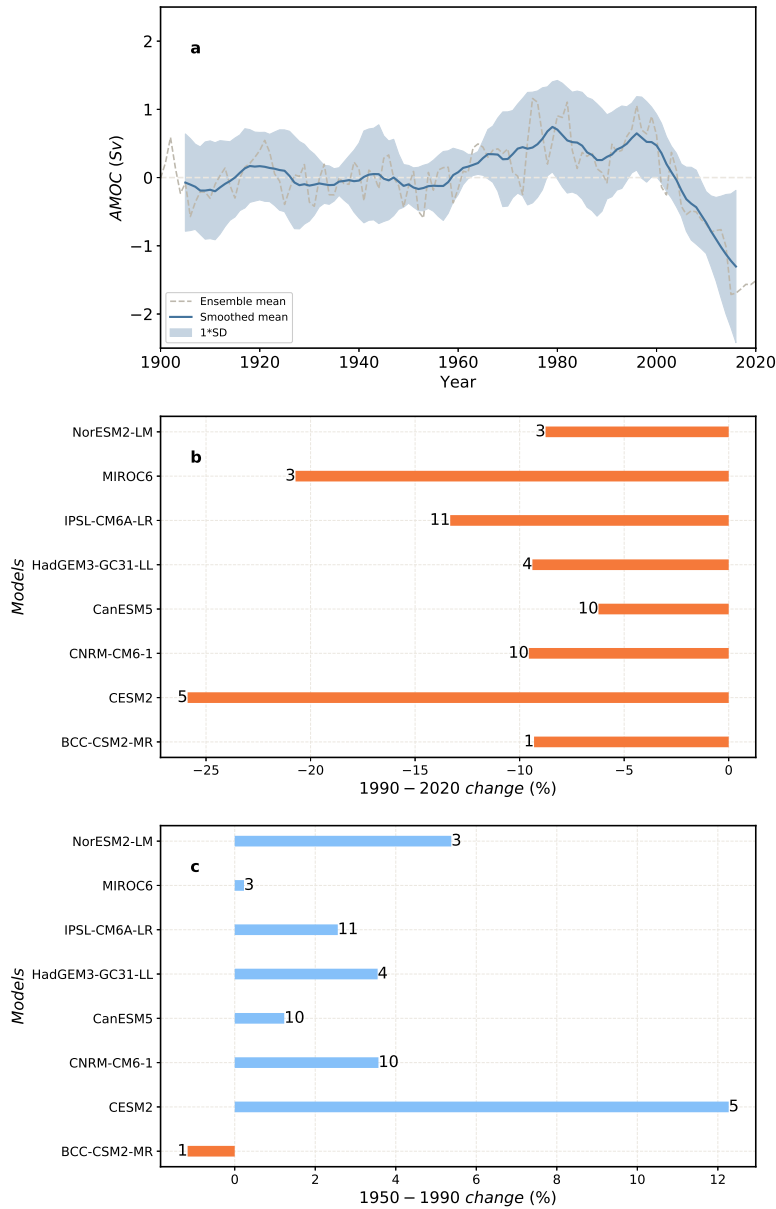 a
2
1
0
−1
−2
AMOC (Sv)
Ensemble mean
Smoothed mean
1*SD
1900 1920 1940 1960 1980 2000 2020
Year
b
NorESM2-LM 3
MIROC6 3
IPSL-CM6A-LR 11
HadGEM3-GC31-LL 4
CanESM5 10
CNRM-CM6-1 10
CESM2 5
BCC-CSM2-MR 1
Models
−25 −20 −15 −10 −5 0
1990 − 2020 change (%)
c
NorESM2-LM 3
MIROC6 3
IPSL-CM6A-LR 11
HadGEM3-GC31-LL 4
CanESM5 10
CNRM-CM6-1 10
CESM2 5
BCC-CSM2-MR 1
Models
0 2 4 6 8 10 12
1950 − 1990 change (%)